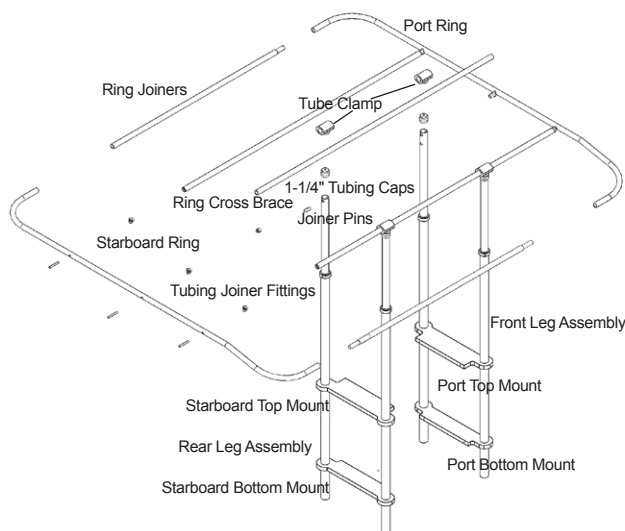 Port Ring
Ring Joiners
Tube Clamp
1-1/4" Tubing Caps
Ring Cross Brace
Joiner Pins
Starboard Ring
Tubing Joiner Fittings
Front Leg Assembly
Port Top Mount
Starboard Top Mount
Rear Leg Assembly
Port Bottom Mount
Starboard Bottom Mount